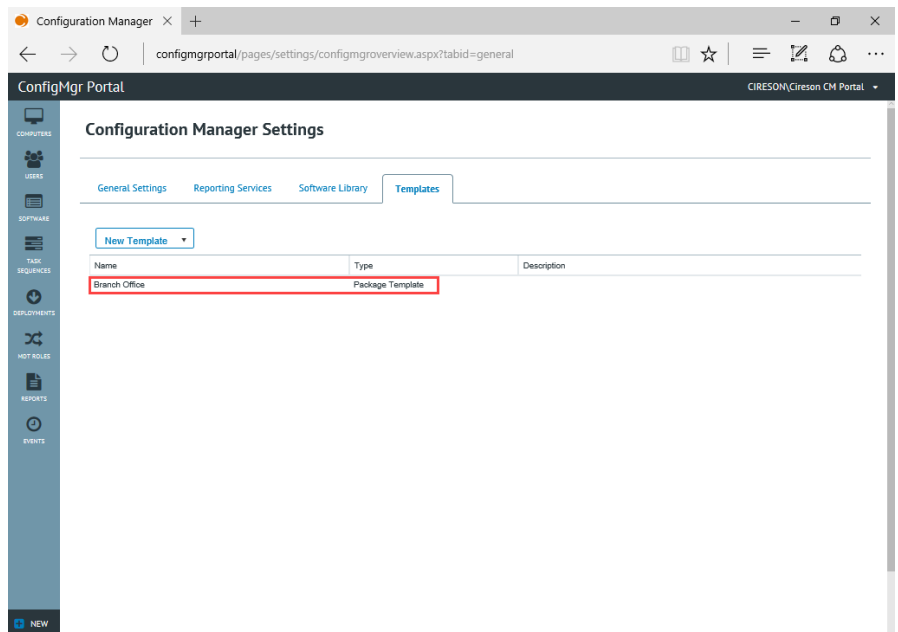 Configuration Manager
configmgrportal/pages/settings/configmgroverview.aspx?tabid=general
ConfigMgr Portal
CIRESON\Cireson CM Portal
COMPUTERS
USERS
SOFTWARE
TASK
SEQUENCES
DEPLOYMENTS
MDT ROLES
REPORTS
EVENTS
NEW
Configuration Manager Settings
General Settings Reporting Services Software Library Templates
New Template
Name Type Description
Branch Office Package Template